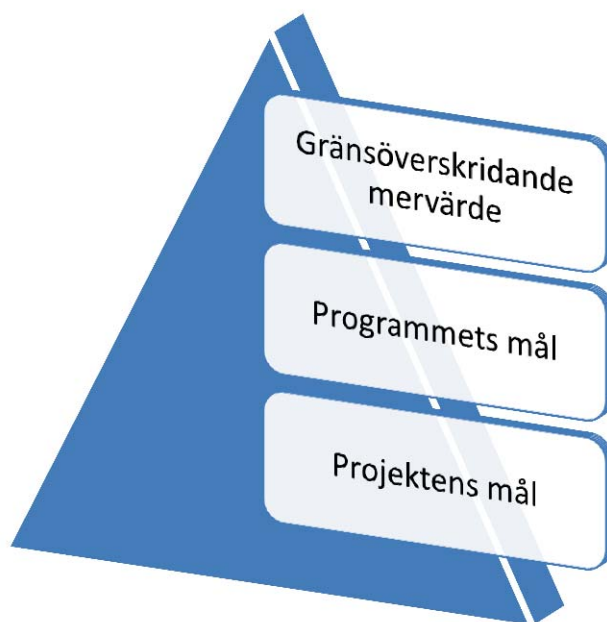 Gränsöverskridande
mervärde
Programmets mål
Projektens mål